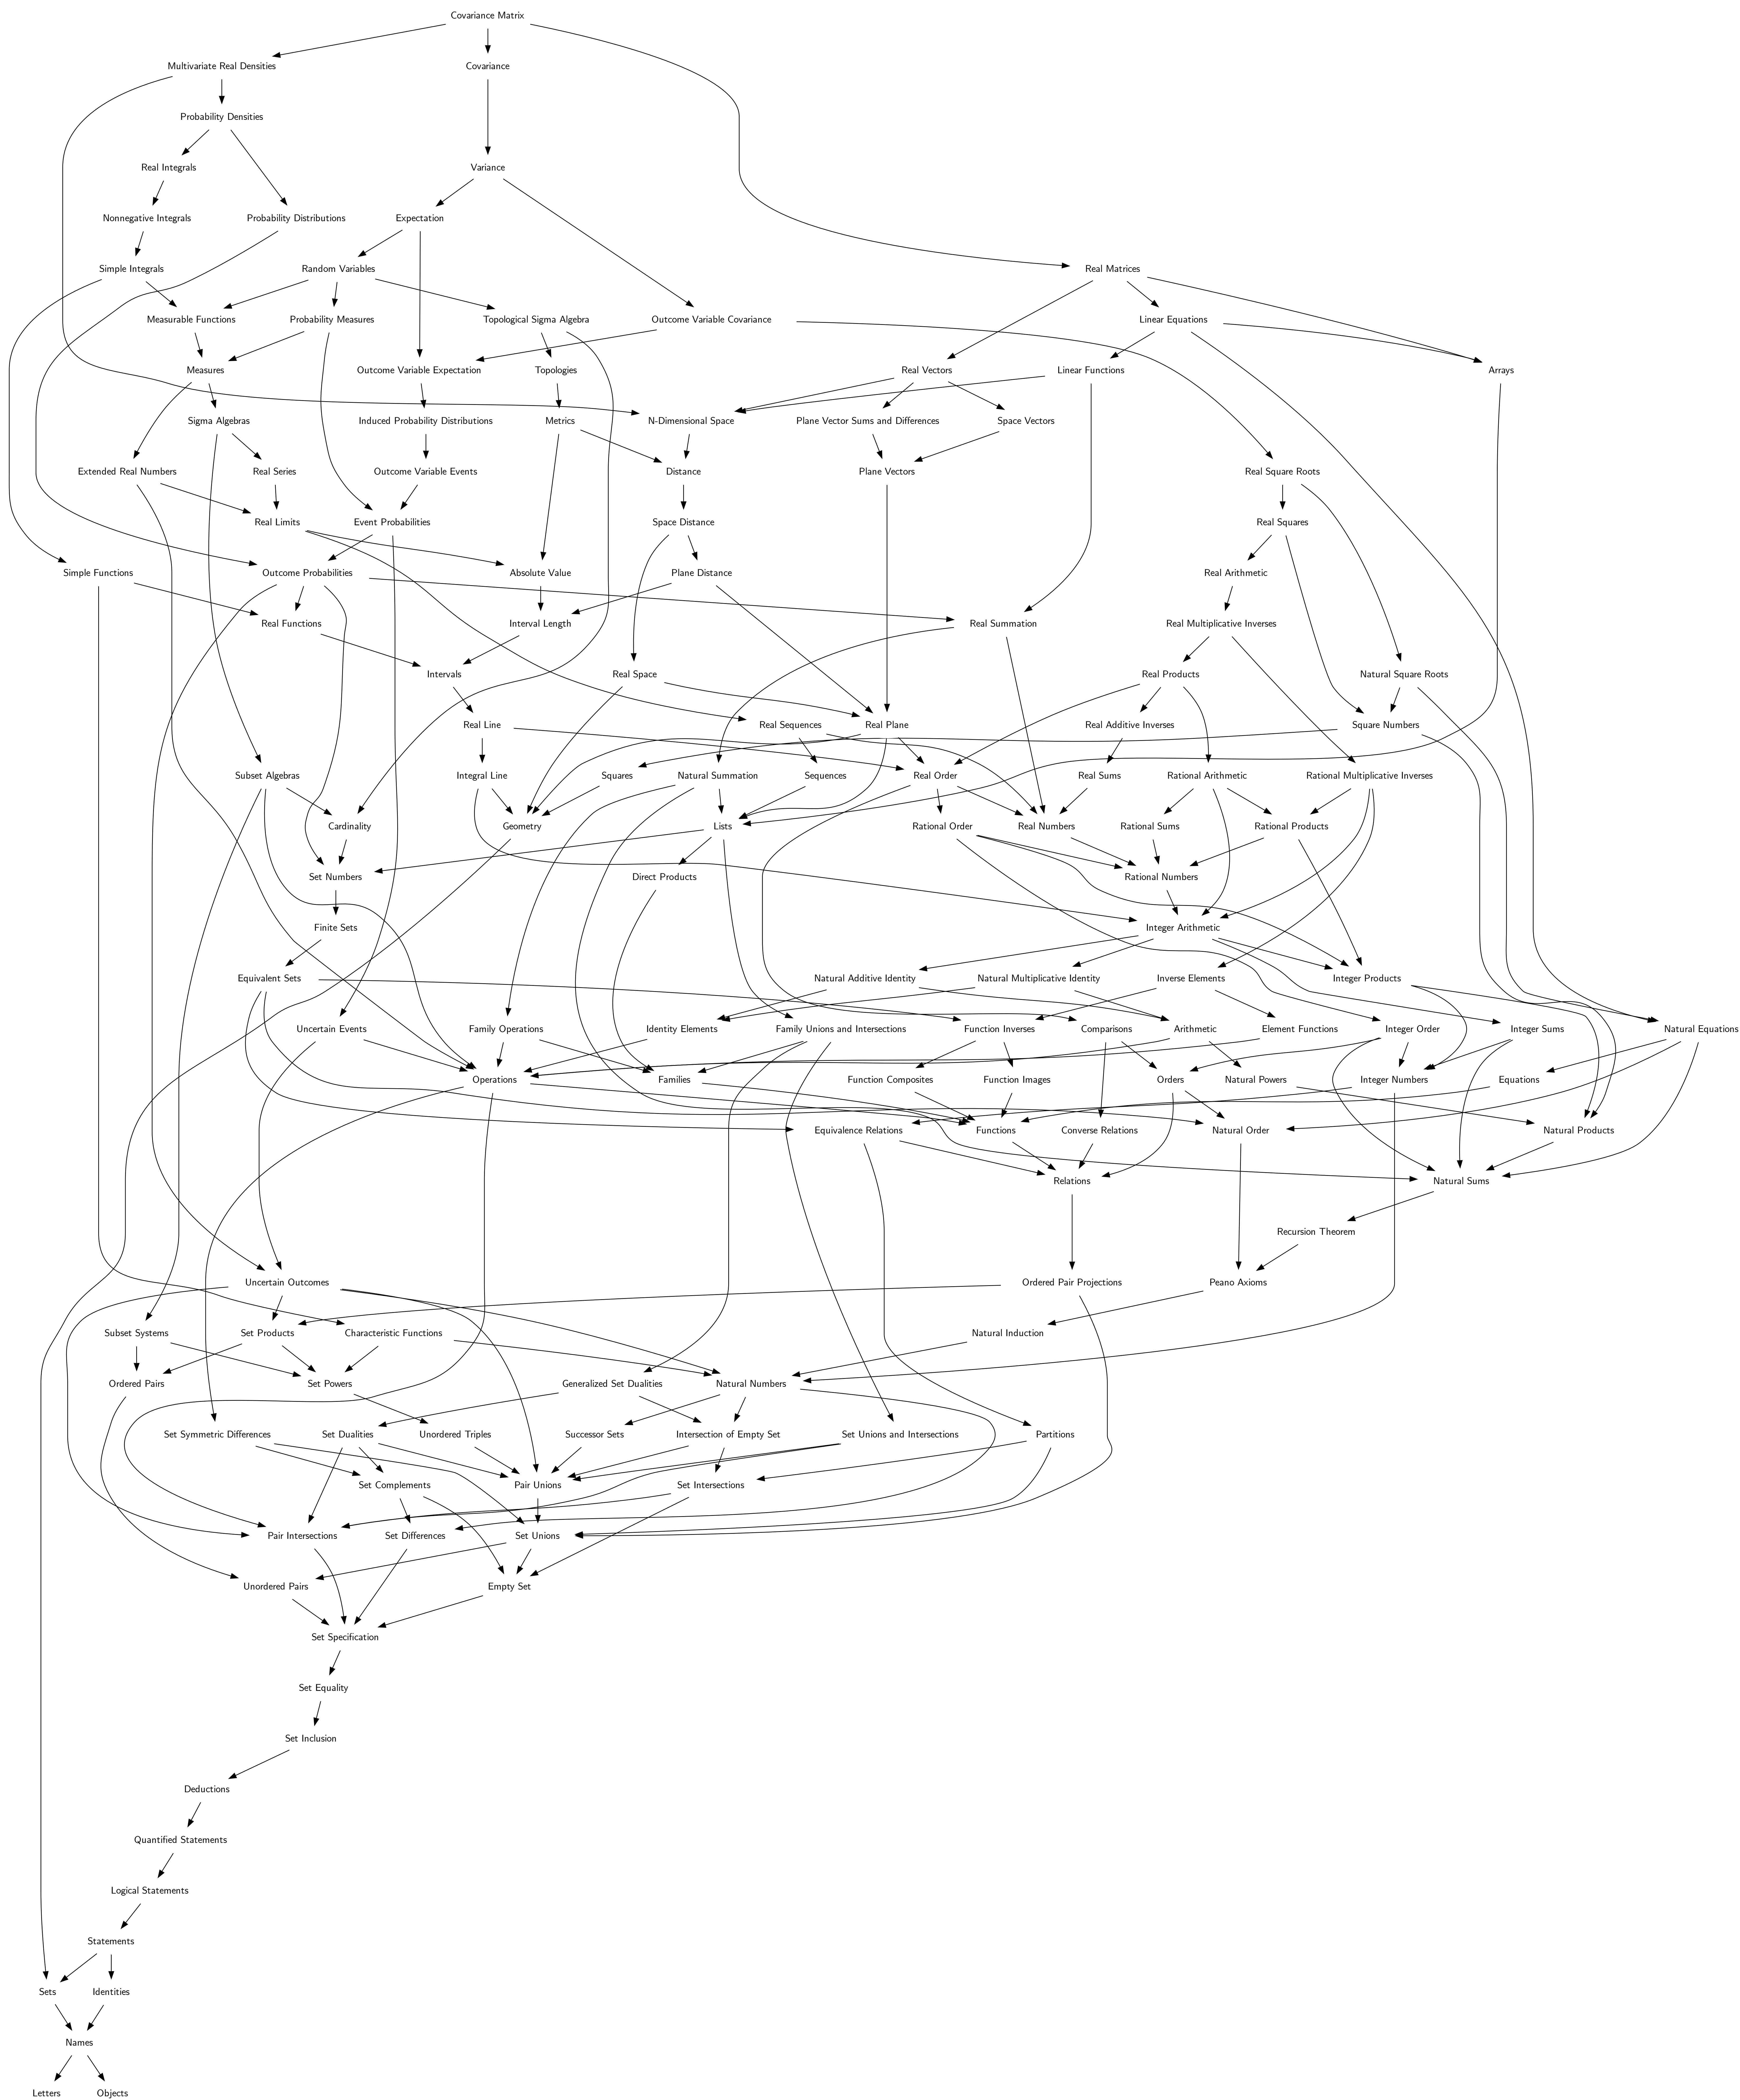 Covariance Matrix
Multivariate Real Densities
Covariance
Probability Densities
Real Integrals
Variance
Nonnegative Integrals
Probability Distributions
Expectation
Simple Integrals
Random Variables
Real Matrices
Measurable Functions
Probability Measures
Topological Sigma Algebra
Outcome Variable Covariance
Linear Equations
Measures
Outcome Variable Expectation
Topologies
Real Vectors
Linear Functions
Arrays
Sigma Algebras
Induced Probability Distributions
Metrics
N-Dimensional Space
Plane Vector Sums and Differences
Space Vectors
Extended Real Numbers
Real Series
Outcome Variable Events
Distance
Plane Vectors
Real Square Roots
Real Limits
Event Probabilities
Space Distance
Real Squares
Simple Functions
Outcome Probabilities
Absolute Value
Plane Distance
Real Arithmetic
Real Functions
Interval Length
Real Summation
Real Multiplicative Inverses
Intervals
Real Space
Real Products
Natural Square Roots
Real Line
Real Sequences
Real Plane
Real Additive Inverses
Square Numbers
Subset Algebras
Integral Line
Squares
Natural Summation
Sequences
Real Order
Real Sums
Rational Arithmetic
Rational Multiplicative Inverses
Cardinality
Geometry
Lists
Rational Order
Real Numbers
Rational Sums
Rational Products
Set Numbers
Direct Products
Rational Numbers
Finite Sets
Integer Arithmetic
Equivalent Sets
Natural Additive Identity
Natural Multiplicative Identity
Inverse Elements
Integer Products
Uncertain Events
Family Operations
Identity Elements
Family Unions and Intersections
Function Inverses
Comparisons
Arithmetic
Element Functions
Integer Order
Integer Sums
Natural Equations
Operations
Families
Function Composites
Function Images
Orders
Natural Powers
Integer Numbers
Equations
Equivalence Relations
Functions
Converse Relations
Natural Order
Natural Products
Relations
Natural Sums
Recursion Theorem
Uncertain Outcomes
Ordered Pair Projections
Peano Axioms
Subset Systems
Set Products
Characteristic Functions
Natural Induction
Ordered Pairs
Set Powers
Generalized Set Dualities
Natural Numbers
Set Symmetric Differences
Set Dualities
Unordered Triples
Successor Sets
Intersection of Empty Set
Set Unions and Intersections
Partitions
Set Complements
Pair Unions
Set Intersections
Pair Intersections
Set Differences
Set Unions
Unordered Pairs
Empty Set
Set Specification
Set Equality
Set Inclusion
Deductions
Quantified Statements
Logical Statements
Statements
Sets
Identities
Names
Letters
Objects